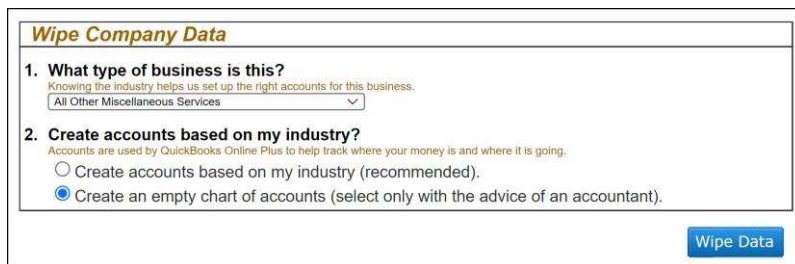 Wipe Company Data
1. What type of business is this?
Knowing the industry helps us set up the right accounts for this business.
All Other Miscellaneous Services
2. Create accounts based on my industry?
Accounts are used by QuickBooks Online Plus to help track where your money is and where it is going.
Create accounts based on my industry (recommended).
Create an empty chart of accounts (select only with the advice of an accountant).
Wipe Data